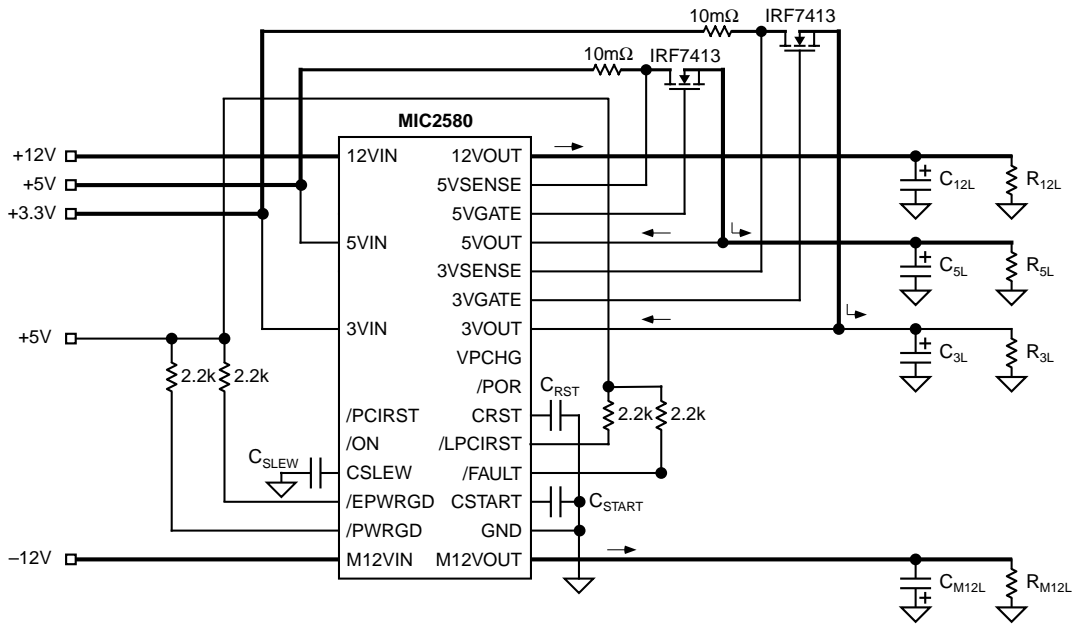 10mΩ
IRF7413
10mΩ
IRF7413
MIC2580
+12V
+5V
+3.3V
+5V
–12V
12VIN
5VIN
3VIN
/PCIRST
/ON
CSLEW
/EPWRGD
/PWRGD
M12VIN
12VOUT
5VSENSE
5VGATE
5VOUT
3VSENSE
3VGATE
3VOUT
VPCHG
/POR
CRST
/LPCIRST
/FAULT
CSTART
GND
M12VOUT
2.2k
2.2k
CSLEW
CRST
2.2k
2.2k
CSTART
+
C12L
R12L
+
C5L
R5L
+
C3L
R3L
CM12L
+
RM12L